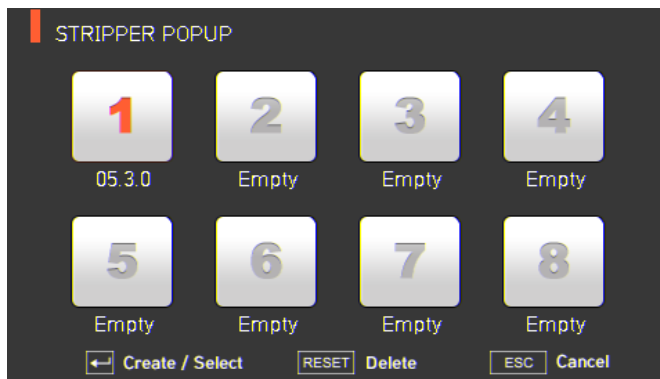 STRIPPER POPUP
1 2 3 4
05.3.0 Empty Empty Empty
5 6 7 8
Empty Empty Empty Empty
Create / Select RESET Delete ESC Cancel